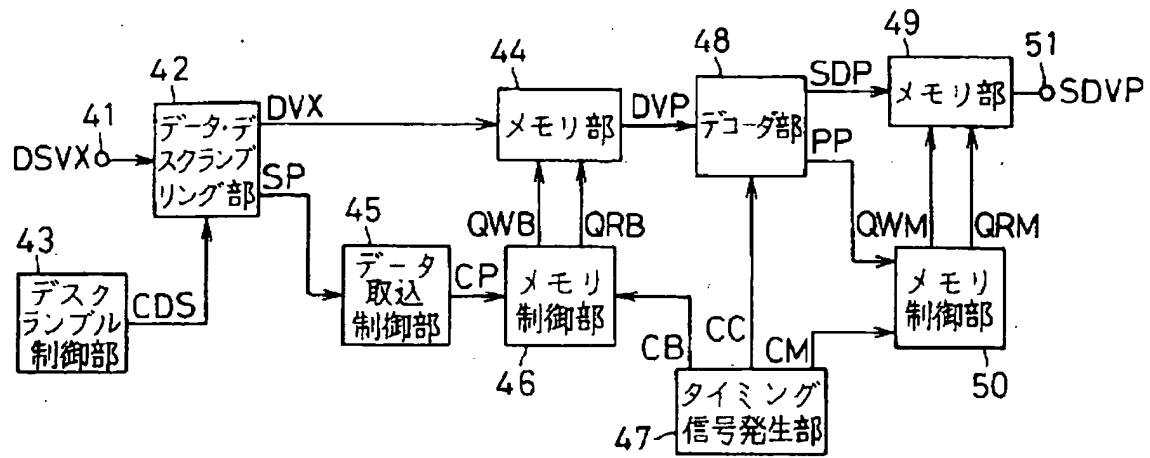 42
44
48
49
51
41
DSVX
データ・デ
スクランブ
リング部
DVX
メモリ部
DVP
デコーダ部
SDP
メモリ部
SDVP
SP
PP
43
デスク
ランブル
制御部
CDS
45
データ
取込
制御部
CP
QWB
QRB
メモリ
制御部
46
CB
CC
CM
QWM
QRM
メモリ
制御部
50
47
タイミング
信号発生部